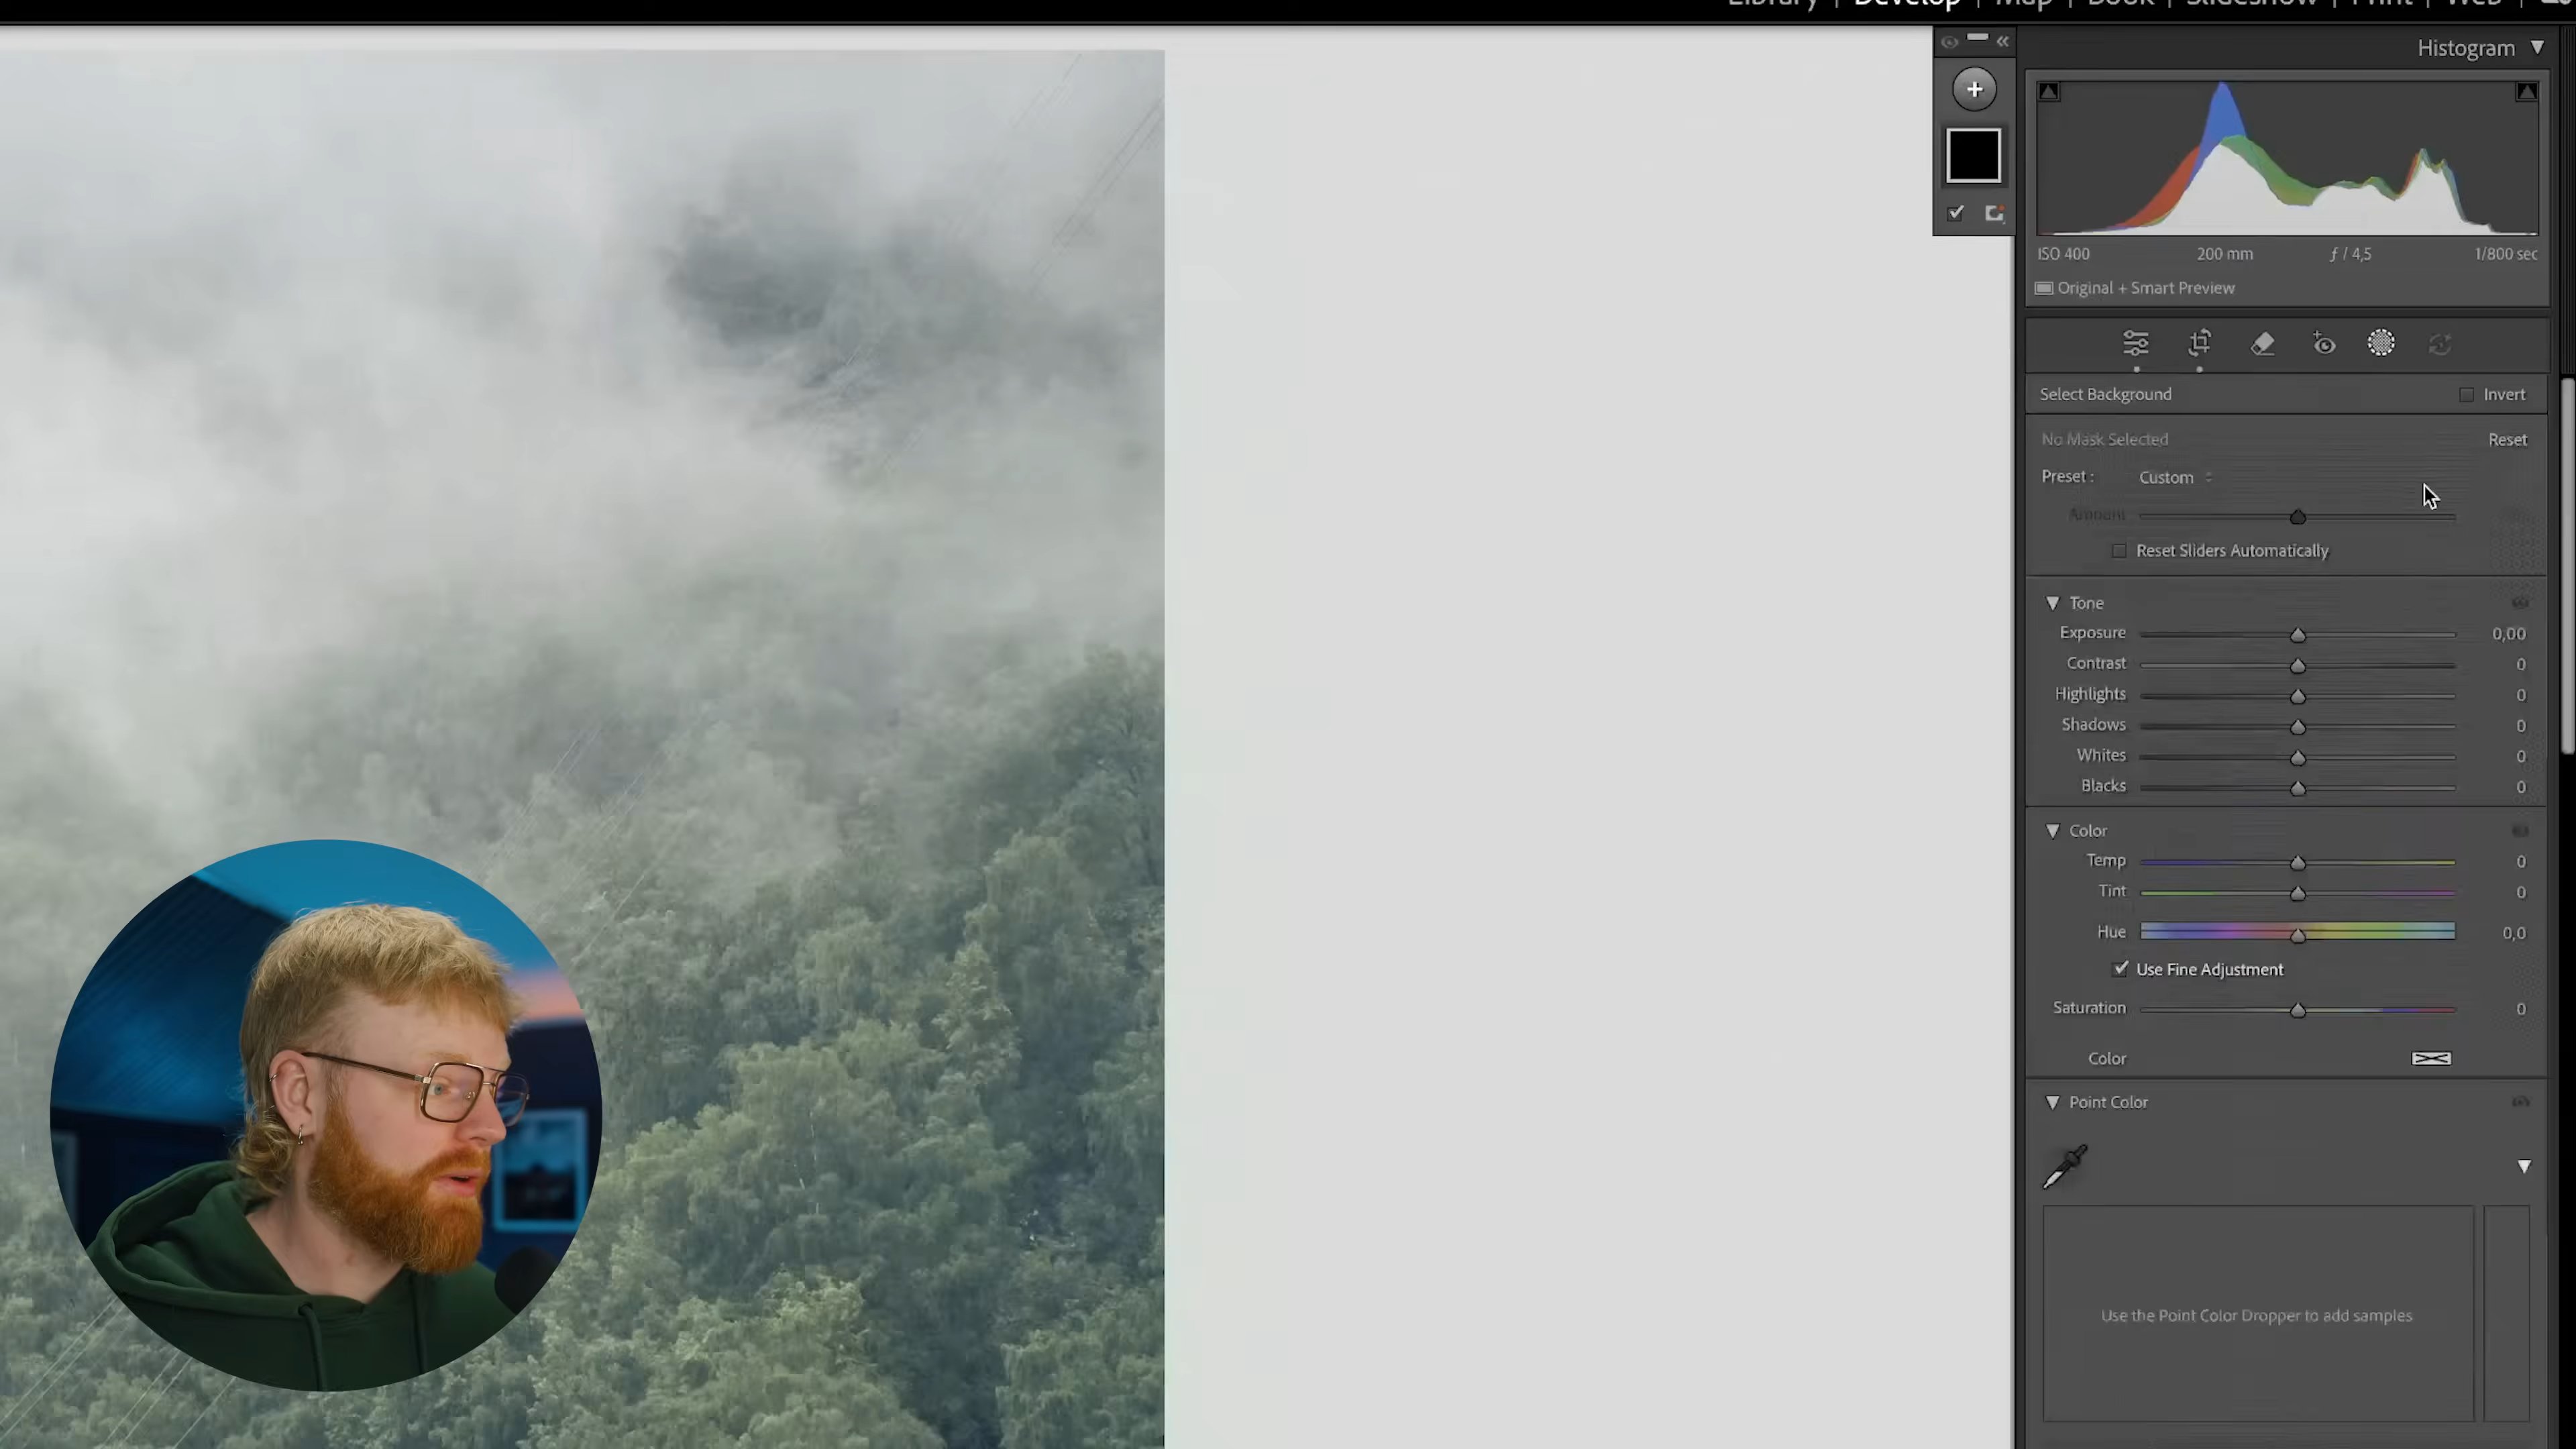 Library | Develop | Map | Book | Slideshow | Print | Web |
Histogram
ISO 400 200 mm ƒ / 4,5 1/800 sec
Original + Smart Preview
Select Background Invert
No Mask Selected Reset
Preset : Custom
Amount
Reset Sliders Automatically
Tone
Exposure 0,00
Contrast 0
Highlights 0
Shadows 0
Whites 0
Blacks 0
Color
Temp 0
Tint 0
Hue 0,0
Use Fine Adjustment
Saturation 0
Color
Point Color
Use the Point Color Dropper to add samples